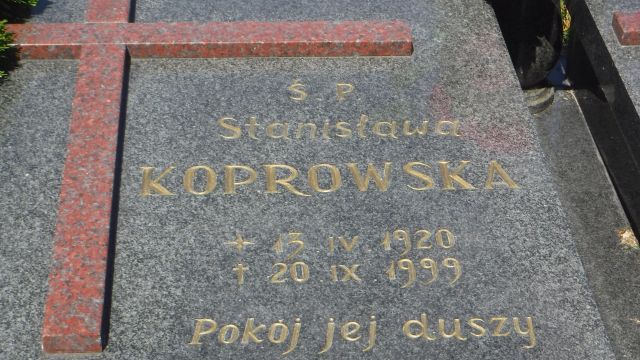 Ś P
Stanisława
KOPROWSKA
+ 13 IV 1920
† 20 IX 1999
Pokój jej duszy